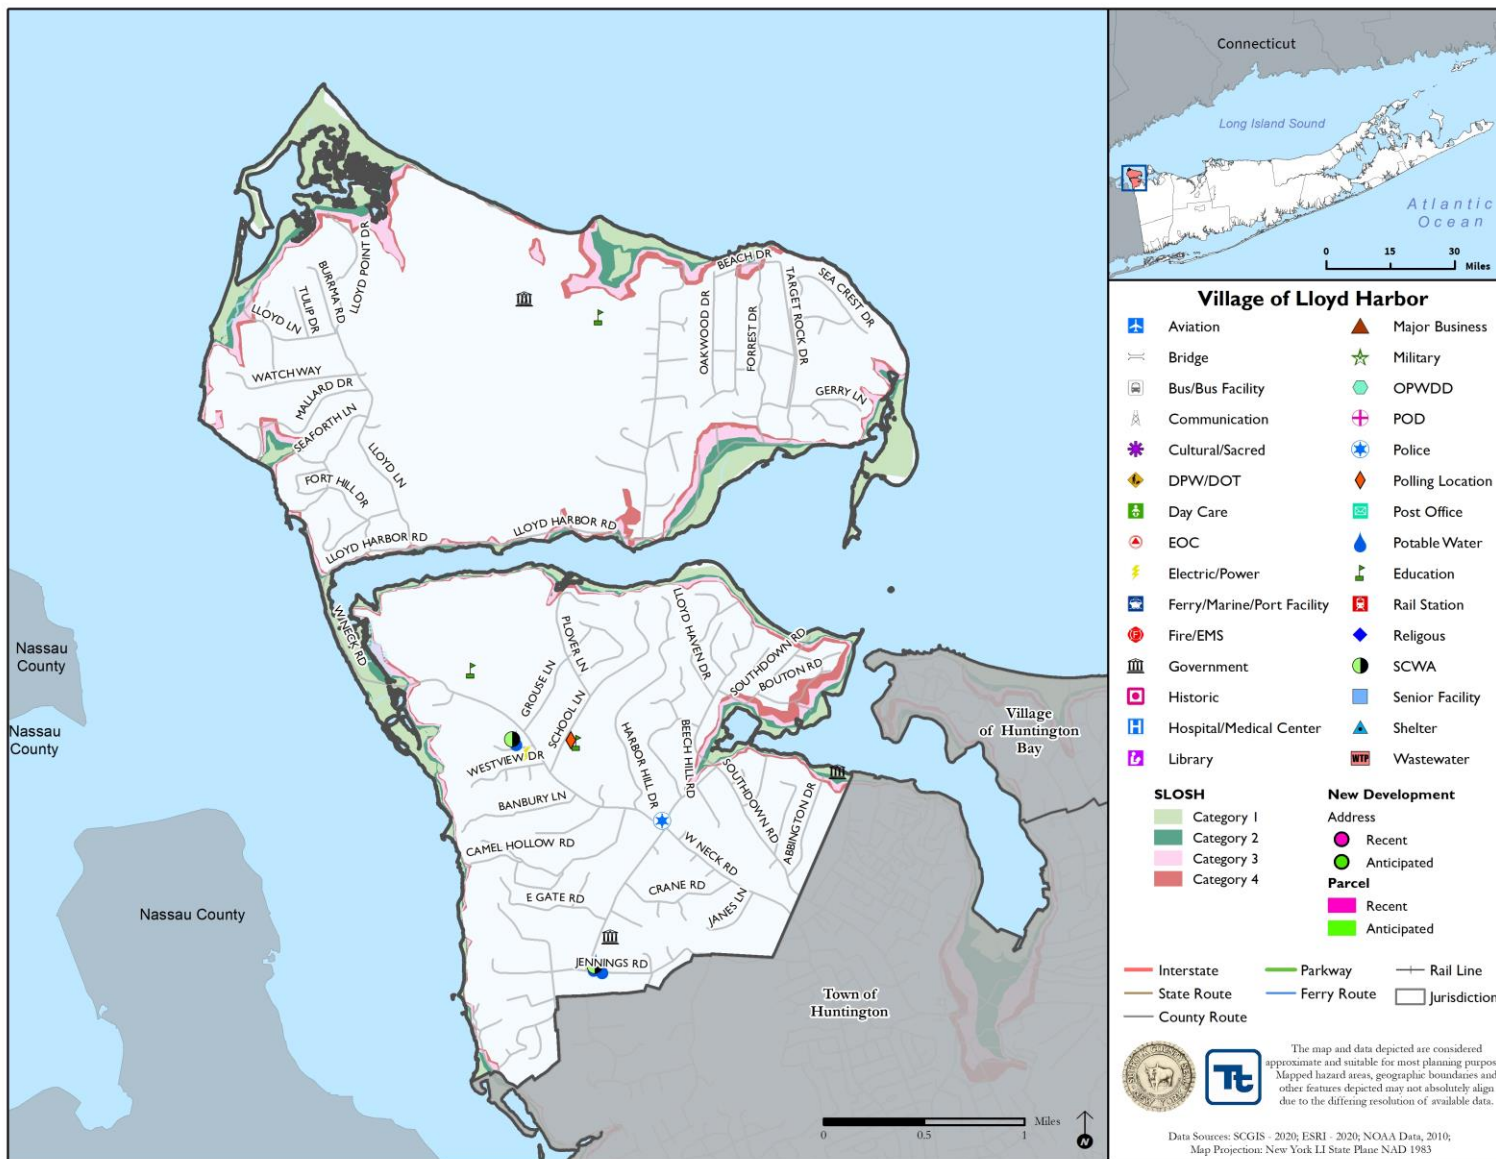 Connecticut
Long Island Sound
Atlantic
Ocean
0 15 30
Miles
LLOYD POINT DR
BURRMA RD
TULIP DR
LLOYD LN
WATCHWAY
MALLARD DR
SEAFORTH LN
LLOYD LN
FORT HILL DR
LLOYD HARBOR RD
LLOYD HARBOR RD
BEACH DR
OAKWOOD DR
FORREST DR
TARGET ROCK DR
SEA CREST DR
GERRY LN
W NECK RD
PLOVER LN
GROUSE LN
SCHOOL LN
LLOYD HAVEN DR
SOUTHDOWN RD
BOUTON RD
HARBOR HILL DR
BEECH HILL RD
WESTVIEW DR
BANBURY LN
SOUTHDOWN RD
ABBINGTON DR
CAMEL HOLLOW RD
W NECK RD
CRANE RD
E GATE RD
JANES LN
JENNINGS RD
Nassau
County
Nassau
County
Nassau County
Village
of Huntington
Bay
Town of
Huntington
0 0.5 1
Miles
N
Village of Lloyd Harbor
Aviation
Bridge
Bus/Bus Facility
Communication
Cultural/Sacred
DPW/DOT
Day Care
EOC
Electric/Power
Ferry/Marine/Port Facility
Fire/EMS
Government
Historic
Hospital/Medical Center
Library
Major Business
Military
OPWDD
POD
Police
Polling Location
Post Office
Potable Water
Education
Rail Station
Religous
SCWA
Senior Facility
Shelter
WTP Wastewater
SLOSH
Category 1
Category 2
Category 3
Category 4
New Development
Address
Recent
Anticipated
Parcel
Recent
Anticipated
Interstate
State Route
County Route
Parkway
Ferry Route
Rail Line
Jurisdiction
Tt
The map and data depicted are considered
approximate and suitable for most planning purpos
Mapped hazard areas, geographic boundaries and
other features depicted may not absolutely align
due to the differing resolution of available data.
Data Sources: SCGIS - 2020; ESRI - 2020; NOAA Data, 2010;
Map Projection: New York LI State Plane NAD 1983